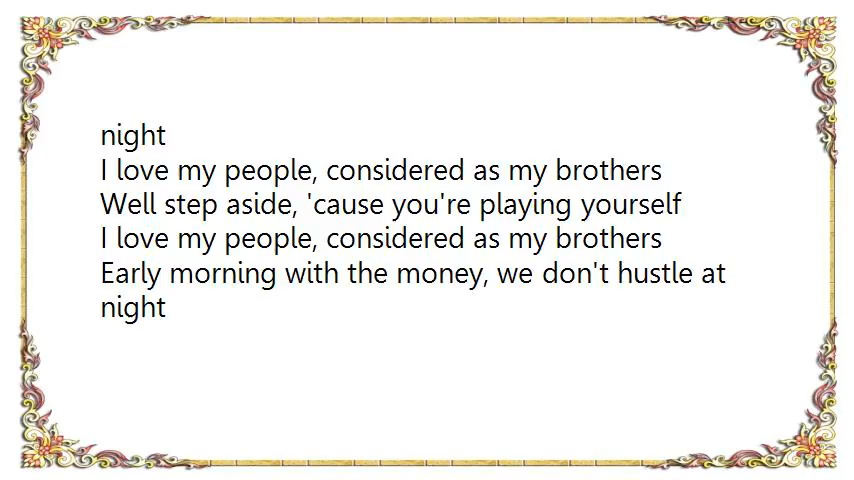 night
I love my people, considered as my brothers
Well step aside, 'cause you're playing yourself
I love my people, considered as my brothers
Early morning with the money, we don't hustle at
night